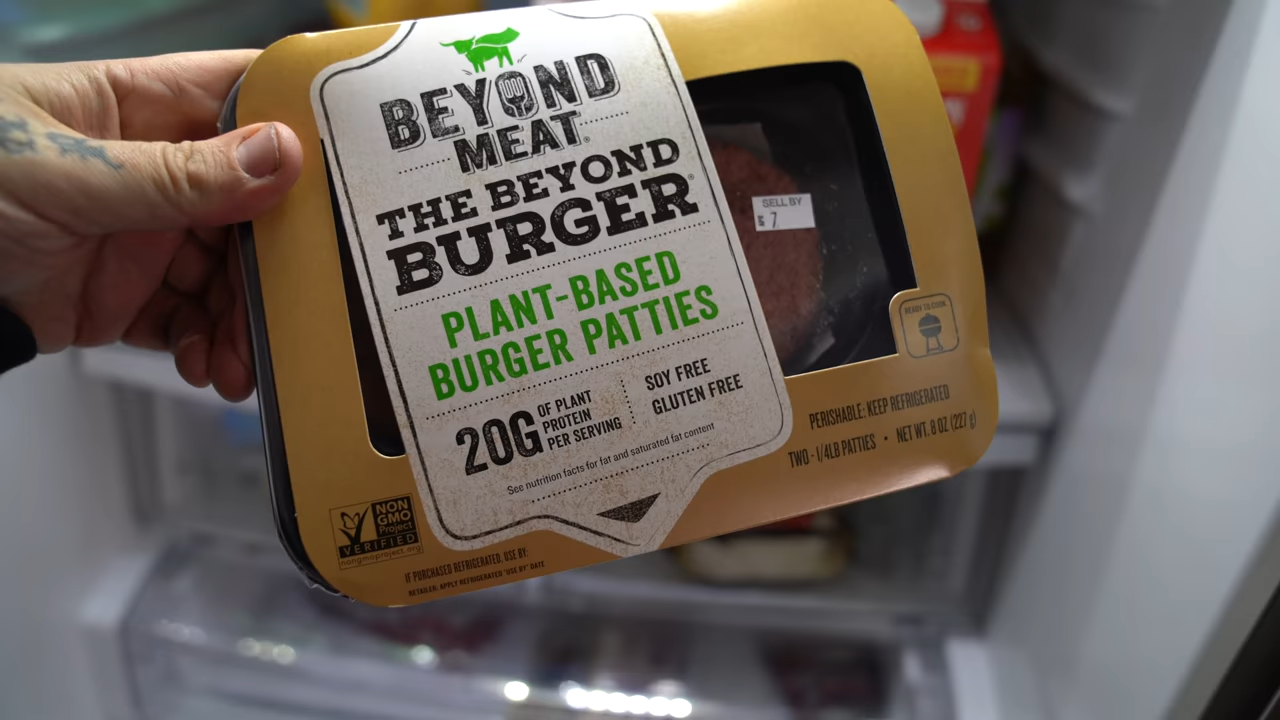 BEYOND
MEAT®
THE BEYOND
BURGER®
PLANT-BASED
BURGER PATTIES
20G OF PLANT
PROTEIN
PER SERVING
SOY FREE
GLUTEN FREE
See nutrition facts for fat and saturated fat content
SELL BY
READY TO COOK
PERISHABLE: KEEP REFRIGERATED
TWO - 1/4LB PATTIES • NET WT. 8 OZ (227 g)
NON
GMO
Project
VERIFIED
nongmoproject.org
IF PURCHASED REFRIGERATED, USE BY:
RETAILER: APPLY REFRIGERATED "USE BY" DATE